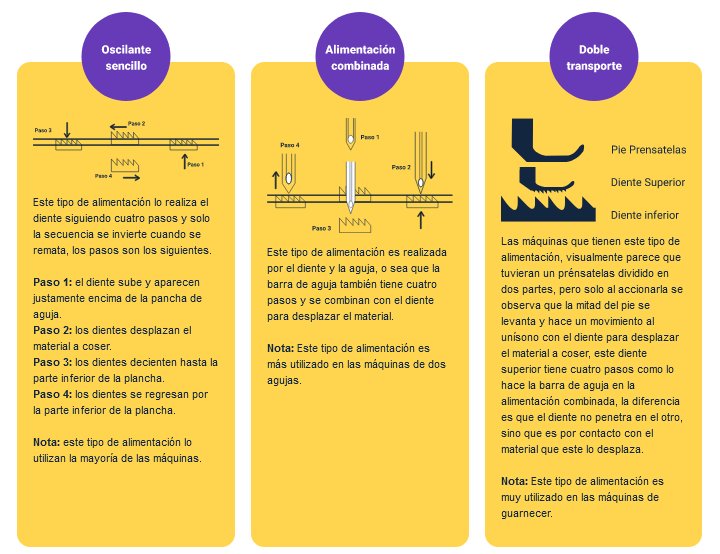 Oscilante
sencillo
Paso 3
Paso 2
Paso 1
Paso 4
Este tipo de alimentación lo realiza el
diente siguiendo cuatro pasos y solo
la secuencia se invierte cuando se
remata, los pasos son los siguientes.
Paso 1: el diente sube y aparecen
justamente encima de la pancha de
aguja.
Paso 2: los dientes desplazan el
material a coser.
Paso 3: los dientes decienten hasta la
parte inferior de la plancha.
Paso 4: los dientes se regresan por
la parte inferior de la plancha.
Nota: este tipo de alimentación lo
utilizan la mayoría de las máquinas.
Alimentación
combinada
Paso 1
Paso 4
Paso 2
Paso 3
Este tipo de alimentación es realizada
por el diente y la aguja, o sea que la
barra de aguja también tiene cuatro
pasos y se combinan con el diente
para desplazar el material.
Nota: Este tipo de alimentación es
más utilizado en las máquinas de dos
agujas.
Doble
transporte
Pie Prensatelas
Diente Superior
Diente inferior
Las máquinas que tienen este tipo de
alimentación, visualmente parece que
tuvieran un prénsatelas dividido en
dos partes, pero solo al accionarla se
observa que la mitad del pie se
levanta y hace un movimiento al
unísono con el diente para desplazar
el material a coser, este diente
superior tiene cuatro pasos como lo
hace la barra de aguja en la
alimentación combinada, la diferencia
es que el diente no penetra en el otro,
sino que es por contacto con el
material que este lo desplaza.
Nota: Este tipo de alimentación es
muy utilizado en las máquinas de
guarnecer.